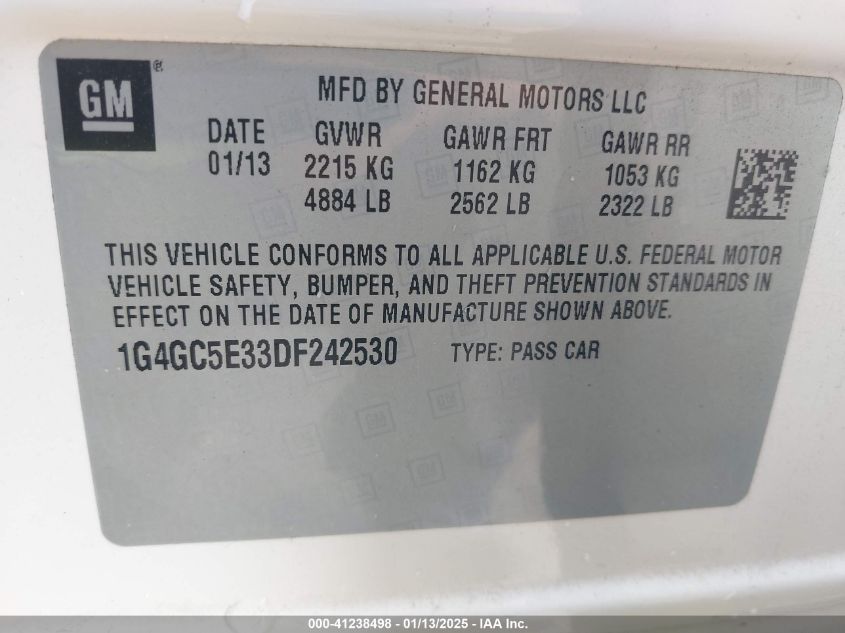 GM®
MFD BY GENERAL MOTORS LLC
DATE GVWR GAWR FRT GAWR RR
01/13 2215 KG 1162 KG 1053 KG
4884 LB 2562 LB 2322 LB
THIS VEHICLE CONFORMS TO ALL APPLICABLE U.S. FEDERAL MOTOR
VEHICLE SAFETY, BUMPER, AND THEFT PREVENTION STANDARDS IN
EFFECT ON THE DATE OF MANUFACTURE SHOWN ABOVE.
1G4GC5E33DF242530 TYPE: PASS CAR
000-41238498 - 01/13/2025 - IAA Inc.